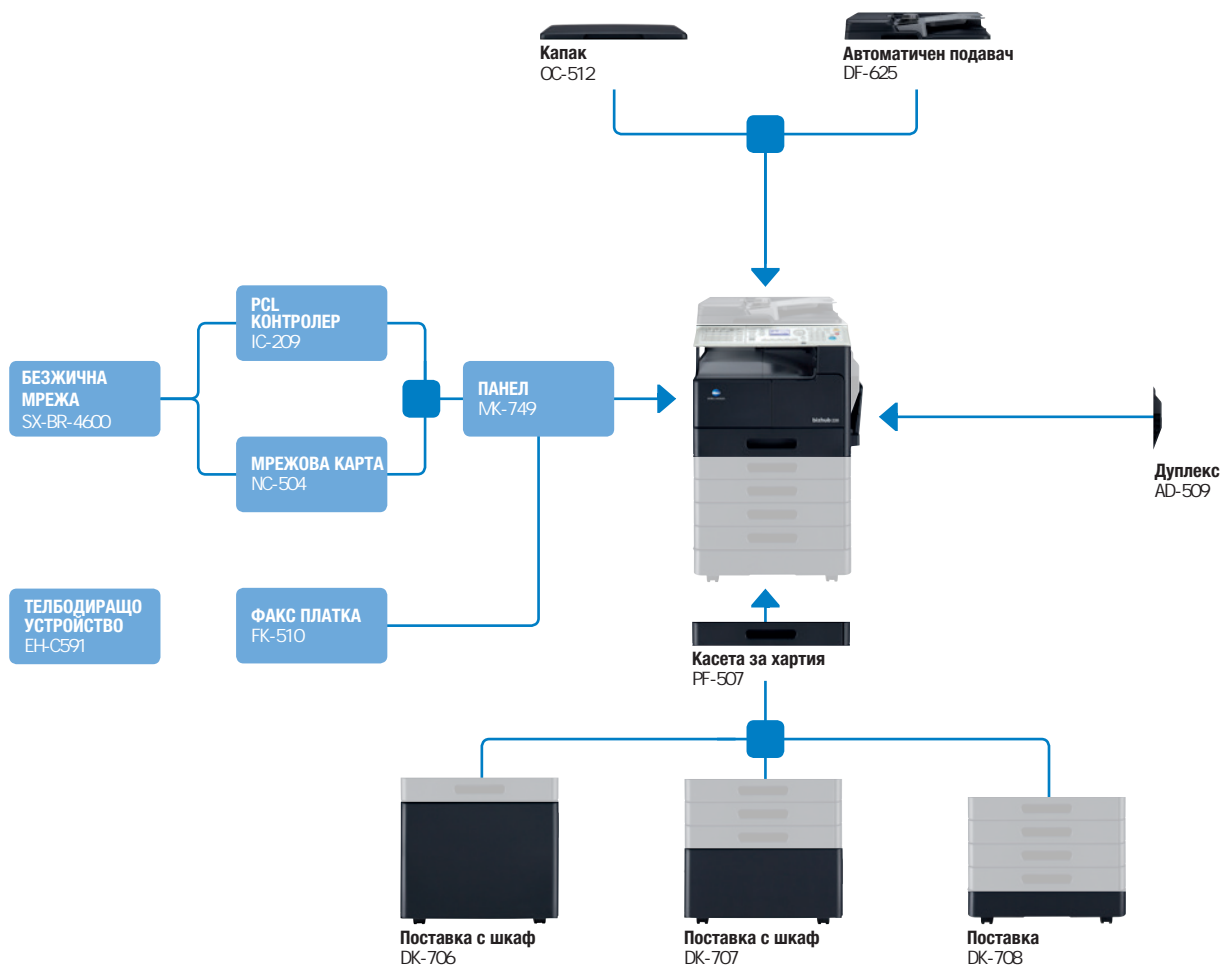 Капак
OC-512
Автоматичен подавач
DF-625
PCL
КОНТРОЛЕР
IC-209
БЕЗЖИЧНА
МРЕЖА
SX-BR-4600
ПАНЕЛ
MK-749
МРЕЖОВА КАРТА
NC-504
Дуплекс
AD-509
ТЕЛБОДИРАЩО
УСТРОЙСТВО
EH-C591
ФАКС ПЛАТКА
FK-510
Касета за хартия
PF-507
Поставка с шкаф
DK-706
Поставка с шкаф
DK-707
Поставка
DK-708